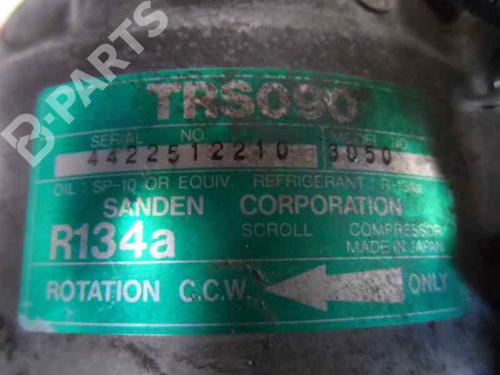 B-PARTS
TRS090
SERIAL NO. MODEL NO.
4422512210 3050
OIL : SP-10 OR EQUIV. REFRIGERANT : R-134a
SANDEN CORPORATION
R134a SCROLL COMPRESSOR
MADE IN JAPAN
ROTATION C.C.W. ONLY
B-PARTS